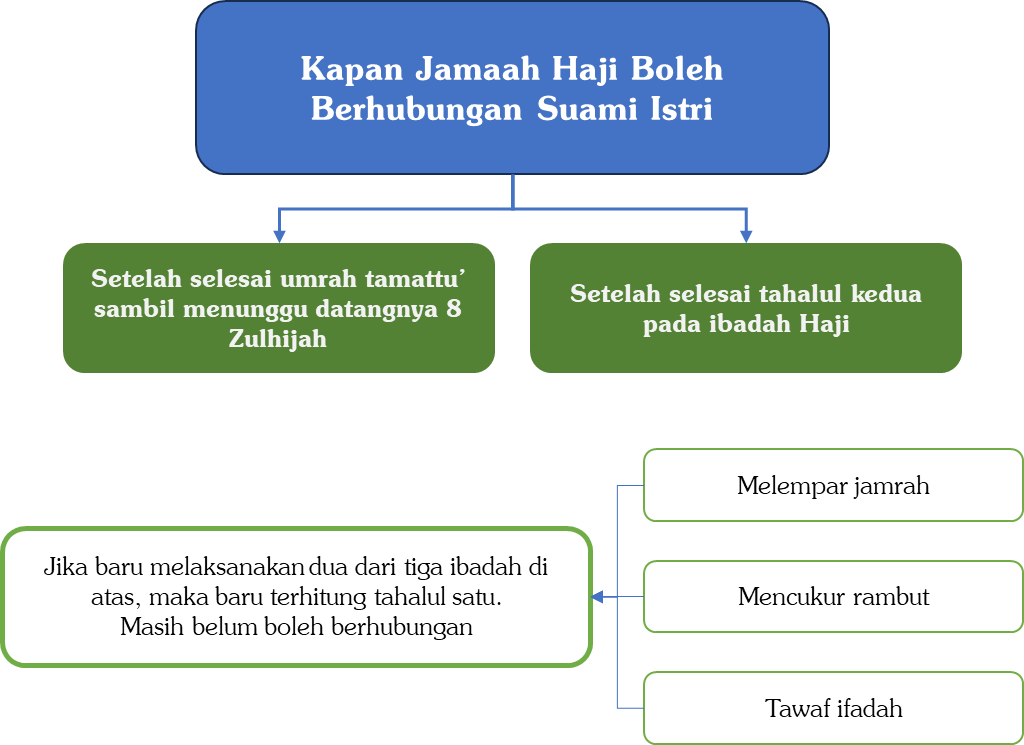 Kapan Jamaah Haji Boleh
Berhubungan Suami Istri
Setelah selesai umrah tamattu’
sambil menunggu datangnya 8
Zulhijah
Setelah selesai tahalul kedua
pada ibadah Haji
Melempar jamrah
Mencukur rambut
Tawaf ifadah
Jika baru melaksanakan dua dari tiga ibadah di
atas, maka baru terhitung tahalul satu.
Masih belum boleh berhubungan